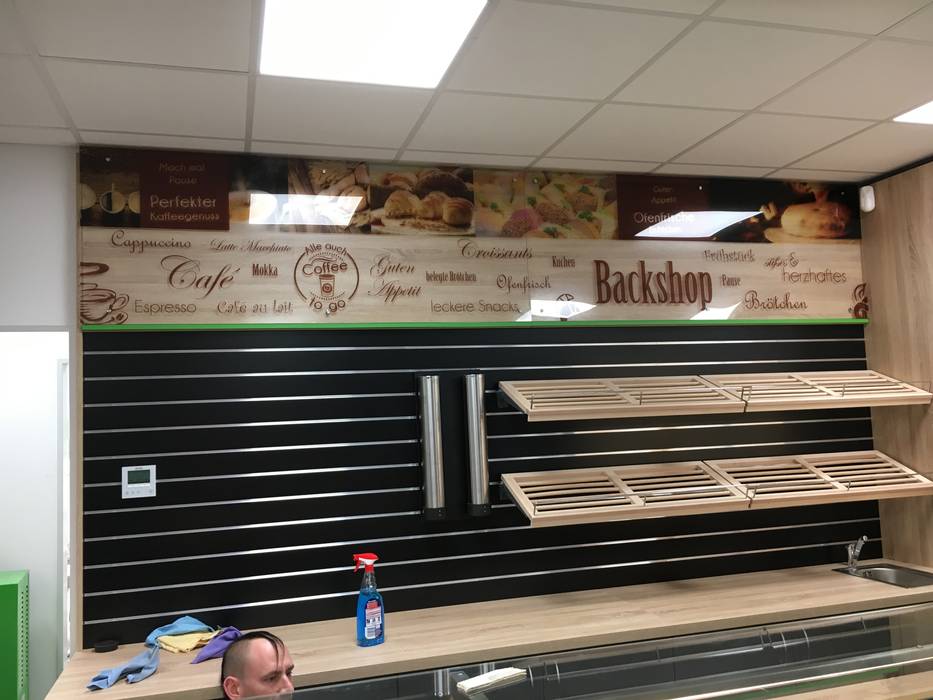 Mach mal
Pause
Perfekter
Kaffeegenuss
Guten
Appetit
Ofenfrische
Cappuccino
Latte Macchiato
Café
Mokka
Espresso
Café au lait
Alle auch
Coffee
to go
Guten
Appetit
Croissants
belegte Brötchen
Ofenfrisch
leckere Snacks
Kuchen
Backshop
Frühstück
Pause
süßes &
herzhaftes
Brötchen